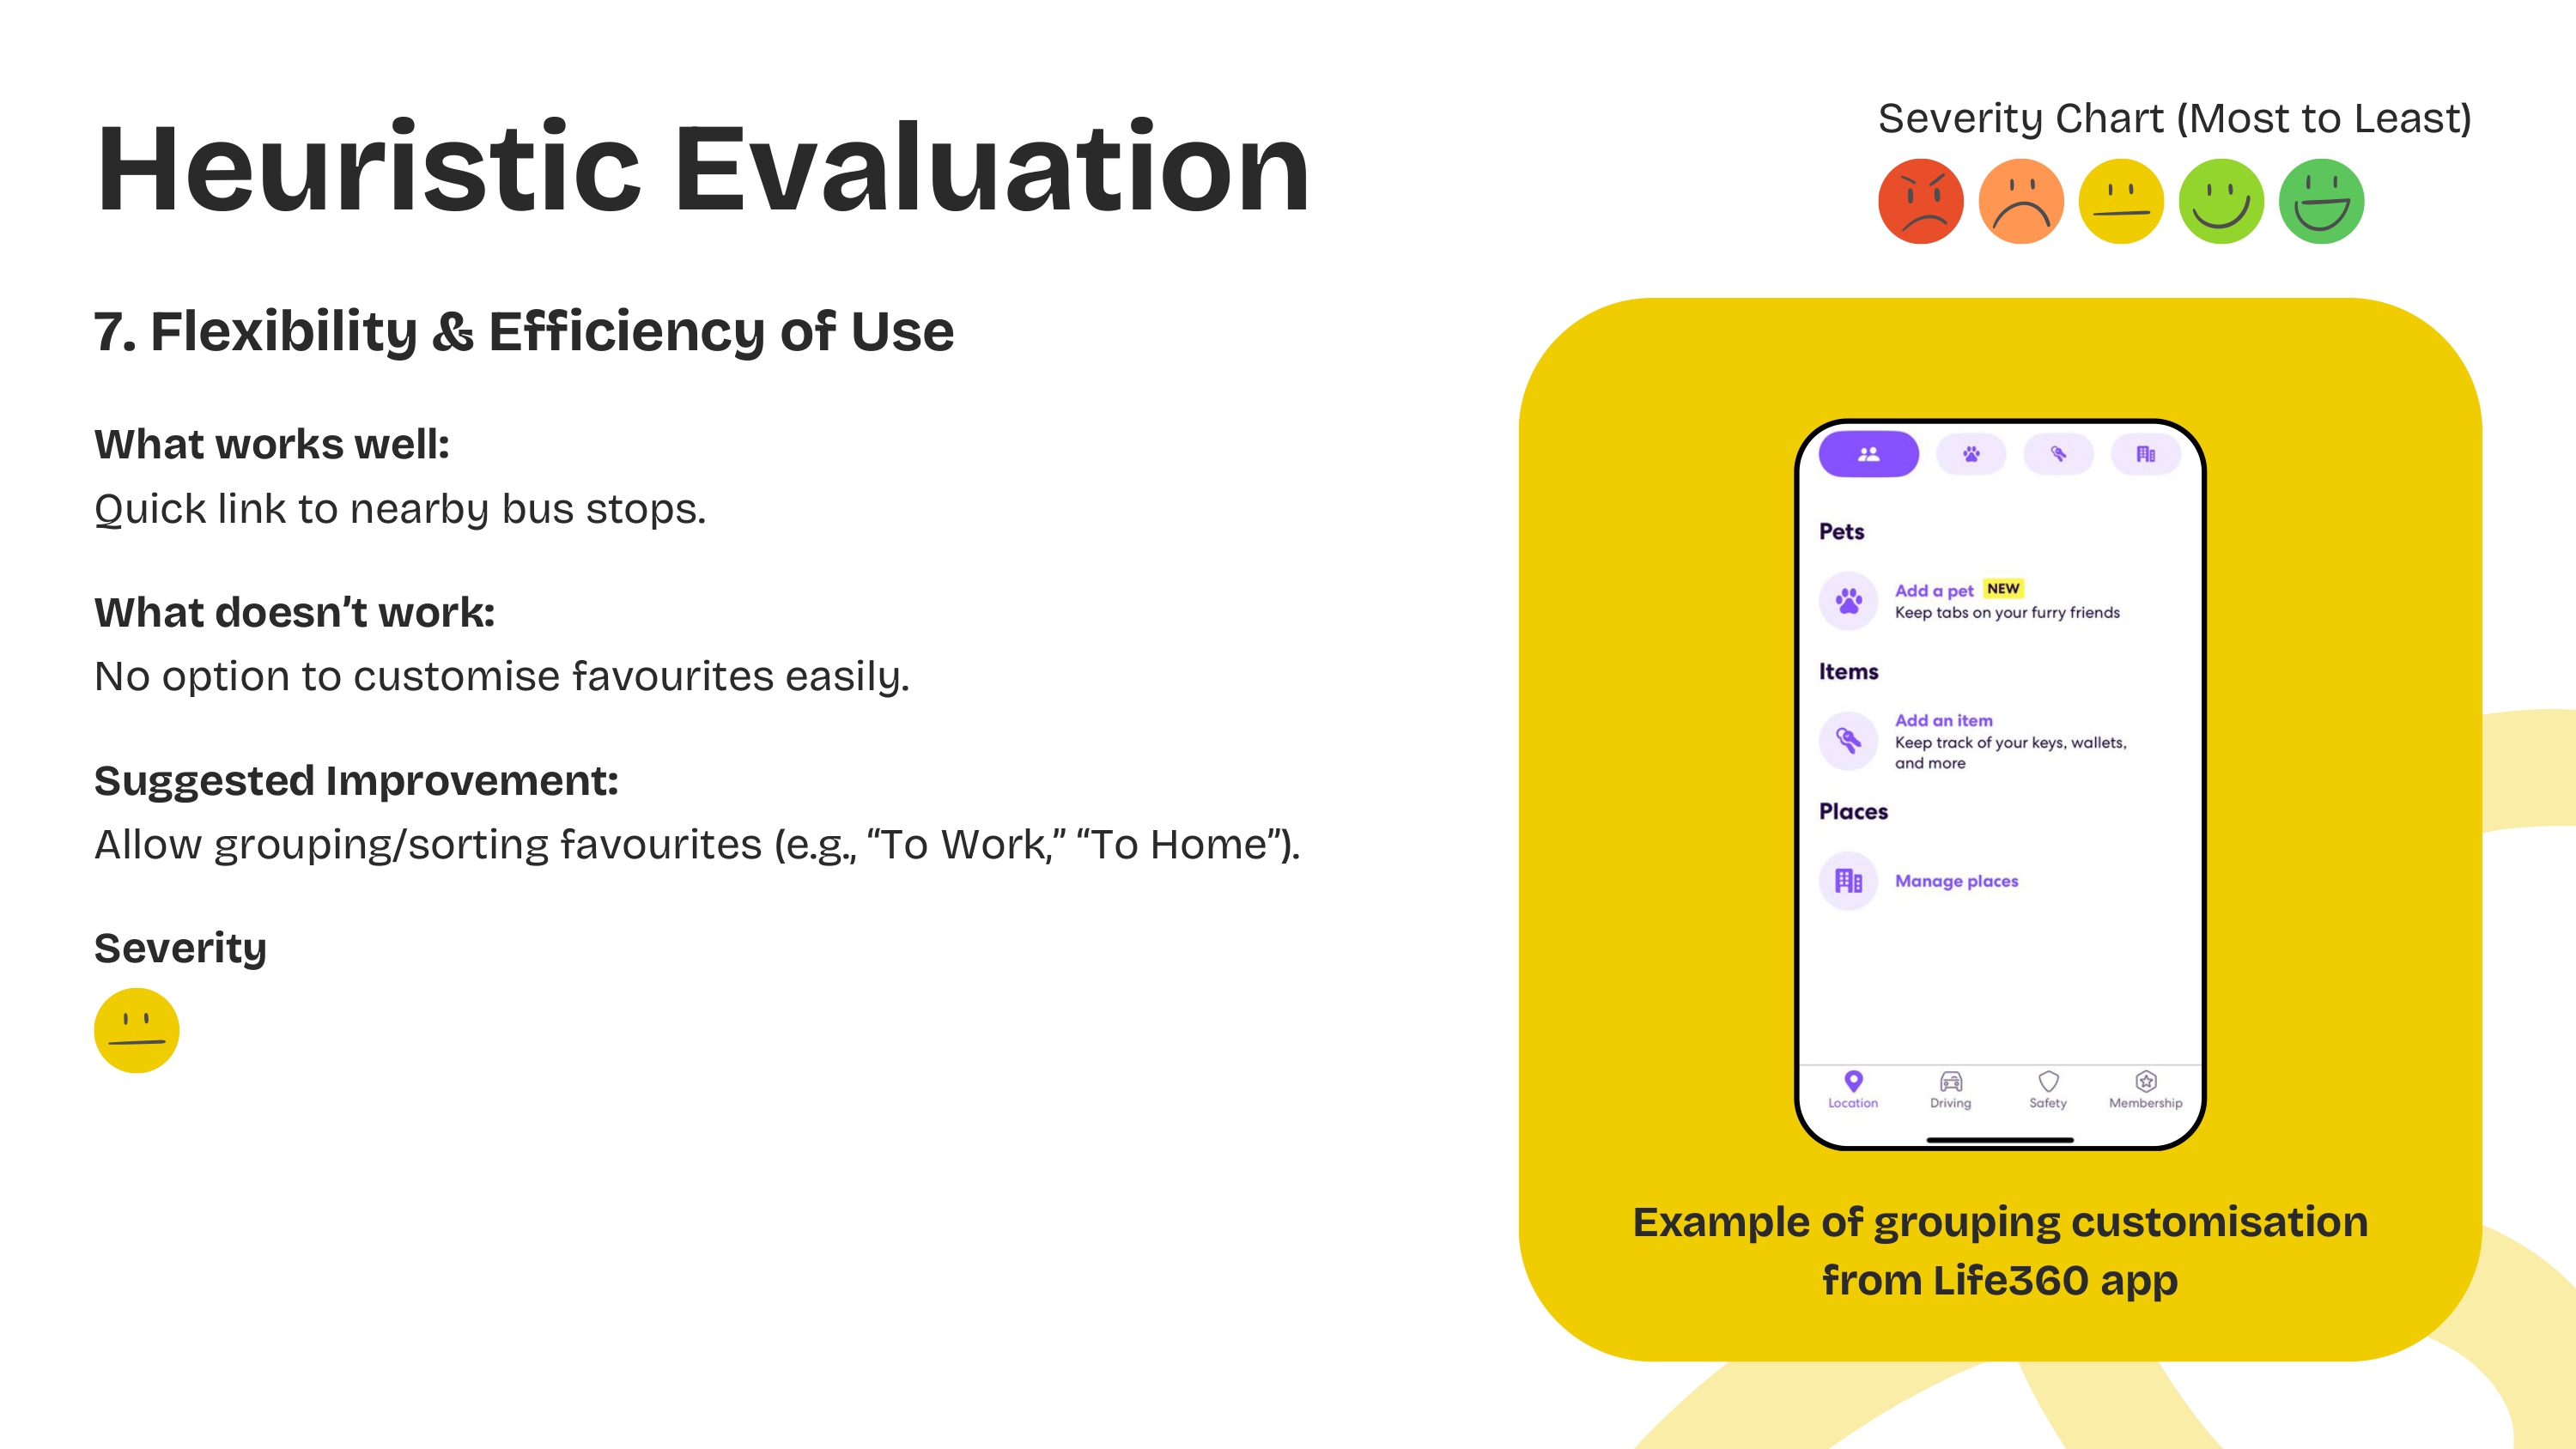 Heuristic Evaluation
Severity Chart (Most to Least)
7. Flexibility & Efficiency of Use
What works well:
Quick link to nearby bus stops.
What doesn’t work:
No option to customise favourites easily.
Suggested Improvement:
Allow grouping/sorting favourites (e.g., “To Work,” “To Home”).
Severity
Pets
Add a pet NEW
Keep tabs on your furry friends
Items
Add an item
Keep track of your keys, wallets,
and more
Places
Manage places
Location Driving Safety Membership
Example of grouping customisation
from Life360 app